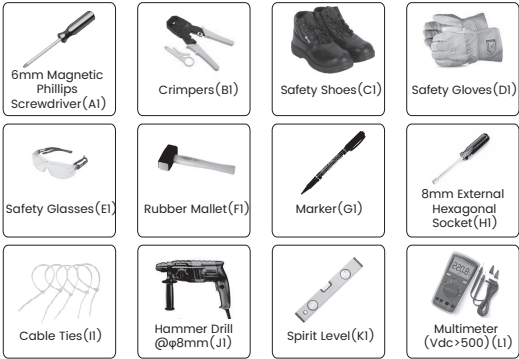 6mm Magnetic
Phillips
Screwdriver(A1)
Crimpers(B1)
Safety Shoes(C1)
Safety Gloves(D1)
Safety Glasses(E1)
Rubber Mallet(F1)
Marker(G1)
8mm External
Hexagonal
Socket(H1)
Cable Ties(I1)
Hammer Drill
@φ8mm(J1)
Spirit Level(K1)
220.8
Multimeter
(Vdc>500)(L1)